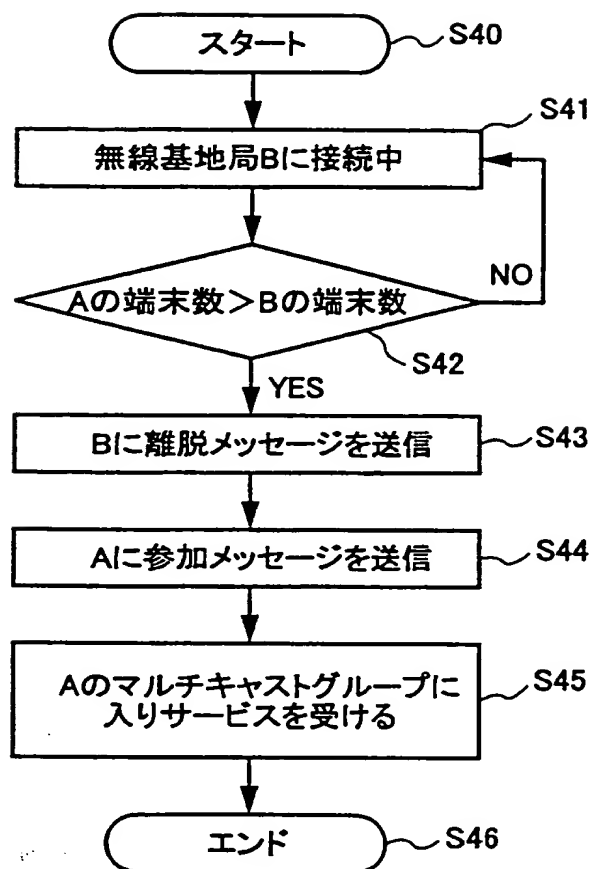 スタート
S40
S41
無線基地局Bに接続中
NO
Aの端末数>Bの端末数
S42
YES
Bに離脱メッセージを送信
S43
Aに参加メッセージを送信
S44
Aのマルチキャストグループに
入りサービスを受ける
S45
エンド
S46